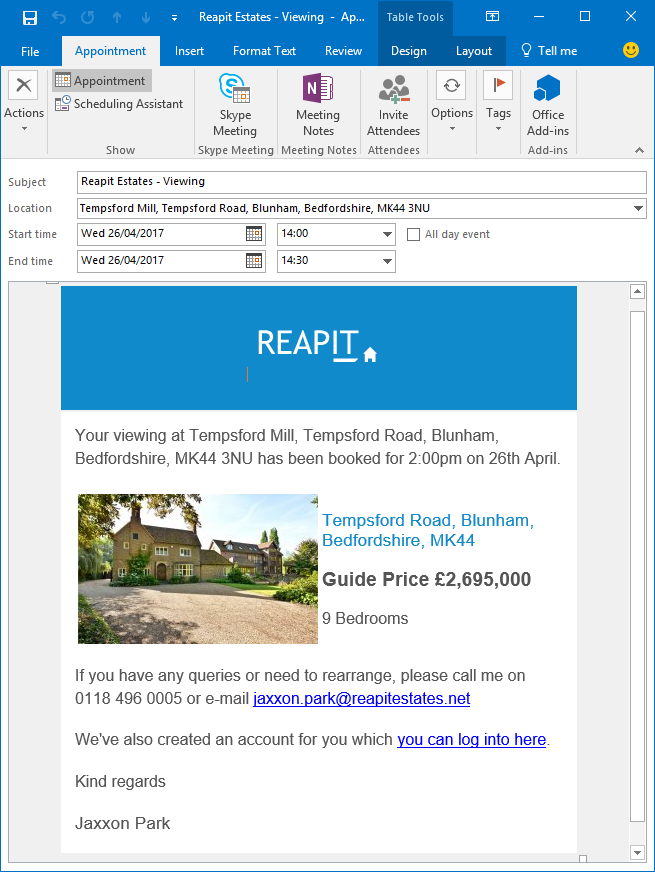 Reapit Estates - Viewing - Ap...
Table Tools
File
Appointment
Insert
Format Text
Review
Design
Layout
Tell me
Actions
Appointment
Scheduling Assistant
Show
Skype
Meeting
Skype Meeting
Meeting
Notes
Meeting Notes
Invite
Attendees
Attendees
Options
Tags
Office
Add-ins
Add-ins
Subject
Reapit Estates - Viewing
Location
Tempsford Mill, Tempsford Road, Blunham, Bedfordshire, MK44 3NU
Start time
Wed 26/04/2017
14:00
All day event
End time
Wed 26/04/2017
14:30
REAPIT
Your viewing at Tempsford Mill, Tempsford Road, Blunham,
Bedfordshire, MK44 3NU has been booked for 2:00pm on 26th April.
Tempsford Road, Blunham,
Bedfordshire, MK44
Guide Price £2,695,000
9 Bedrooms
If you have any queries or need to rearrange, please call me on
0118 496 0005 or e-mail jaxxon.park@reapitestates.net
We've also created an account for you which you can log into here.
Kind regards
Jaxxon Park